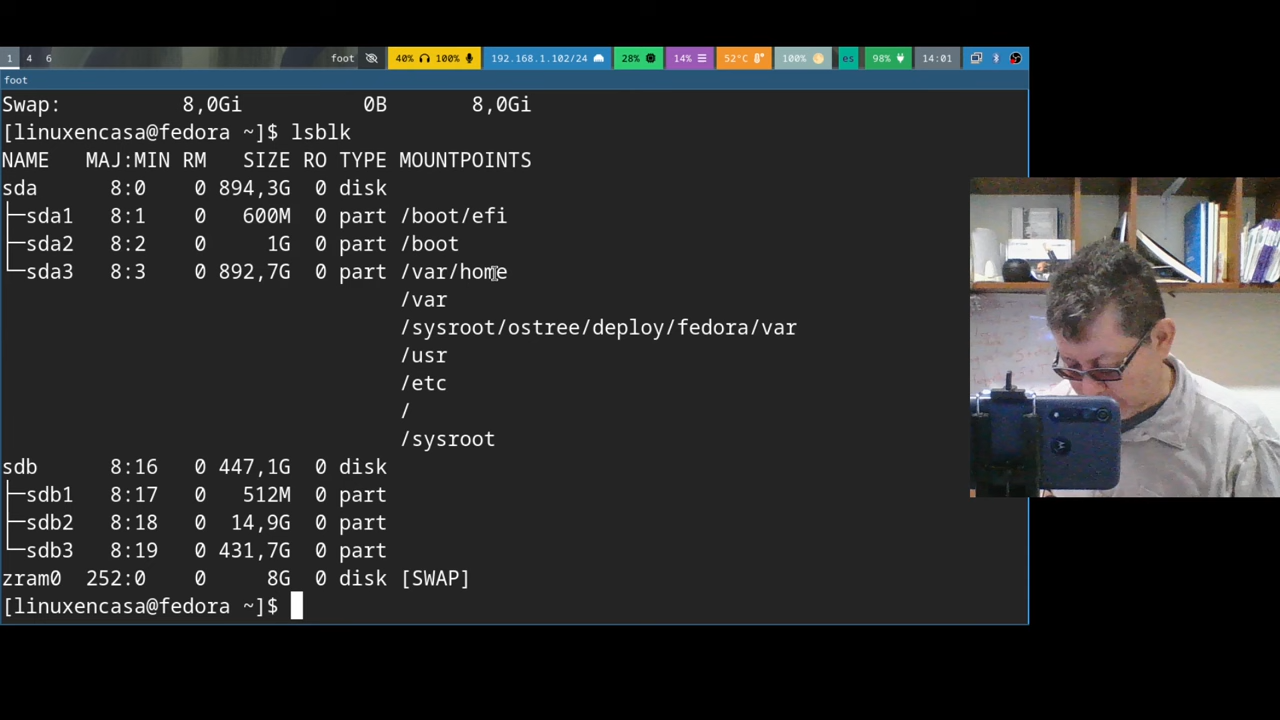 1 4 6 foot 40% 100% 192.168.1.102/24 28% 14% 52°C 100% es 98% 14:01
foot
Swap: 8,0Gi 0B 8,0Gi
[linuxencasa@fedora ~]$ lsblk
NAME MAJ:MIN RM SIZE RO TYPE MOUNTPOINTS
sda 8:0 0 894,3G 0 disk
├─sda1 8:1 0 600M 0 part /boot/efi
├─sda2 8:2 0 1G 0 part /boot
└─sda3 8:3 0 892,7G 0 part /var/home
/var
/sysroot/ostree/deploy/fedora/var
/usr
/etc
/
/sysroot
sdb 8:16 0 447,1G 0 disk
├─sdb1 8:17 0 512M 0 part
├─sdb2 8:18 0 14,9G 0 part
└─sdb3 8:19 0 431,7G 0 part
zram0 252:0 0 8G 0 disk [SWAP]
[linuxencasa@fedora ~]$